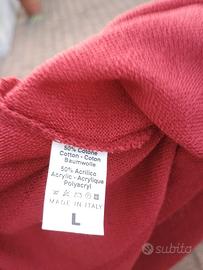 50% Cotone
Cotton - Coton
Baumwolle
50% Acrilico
Acrylic - Acrylique
Polyacryl
MADE IN ITALY
L
subito